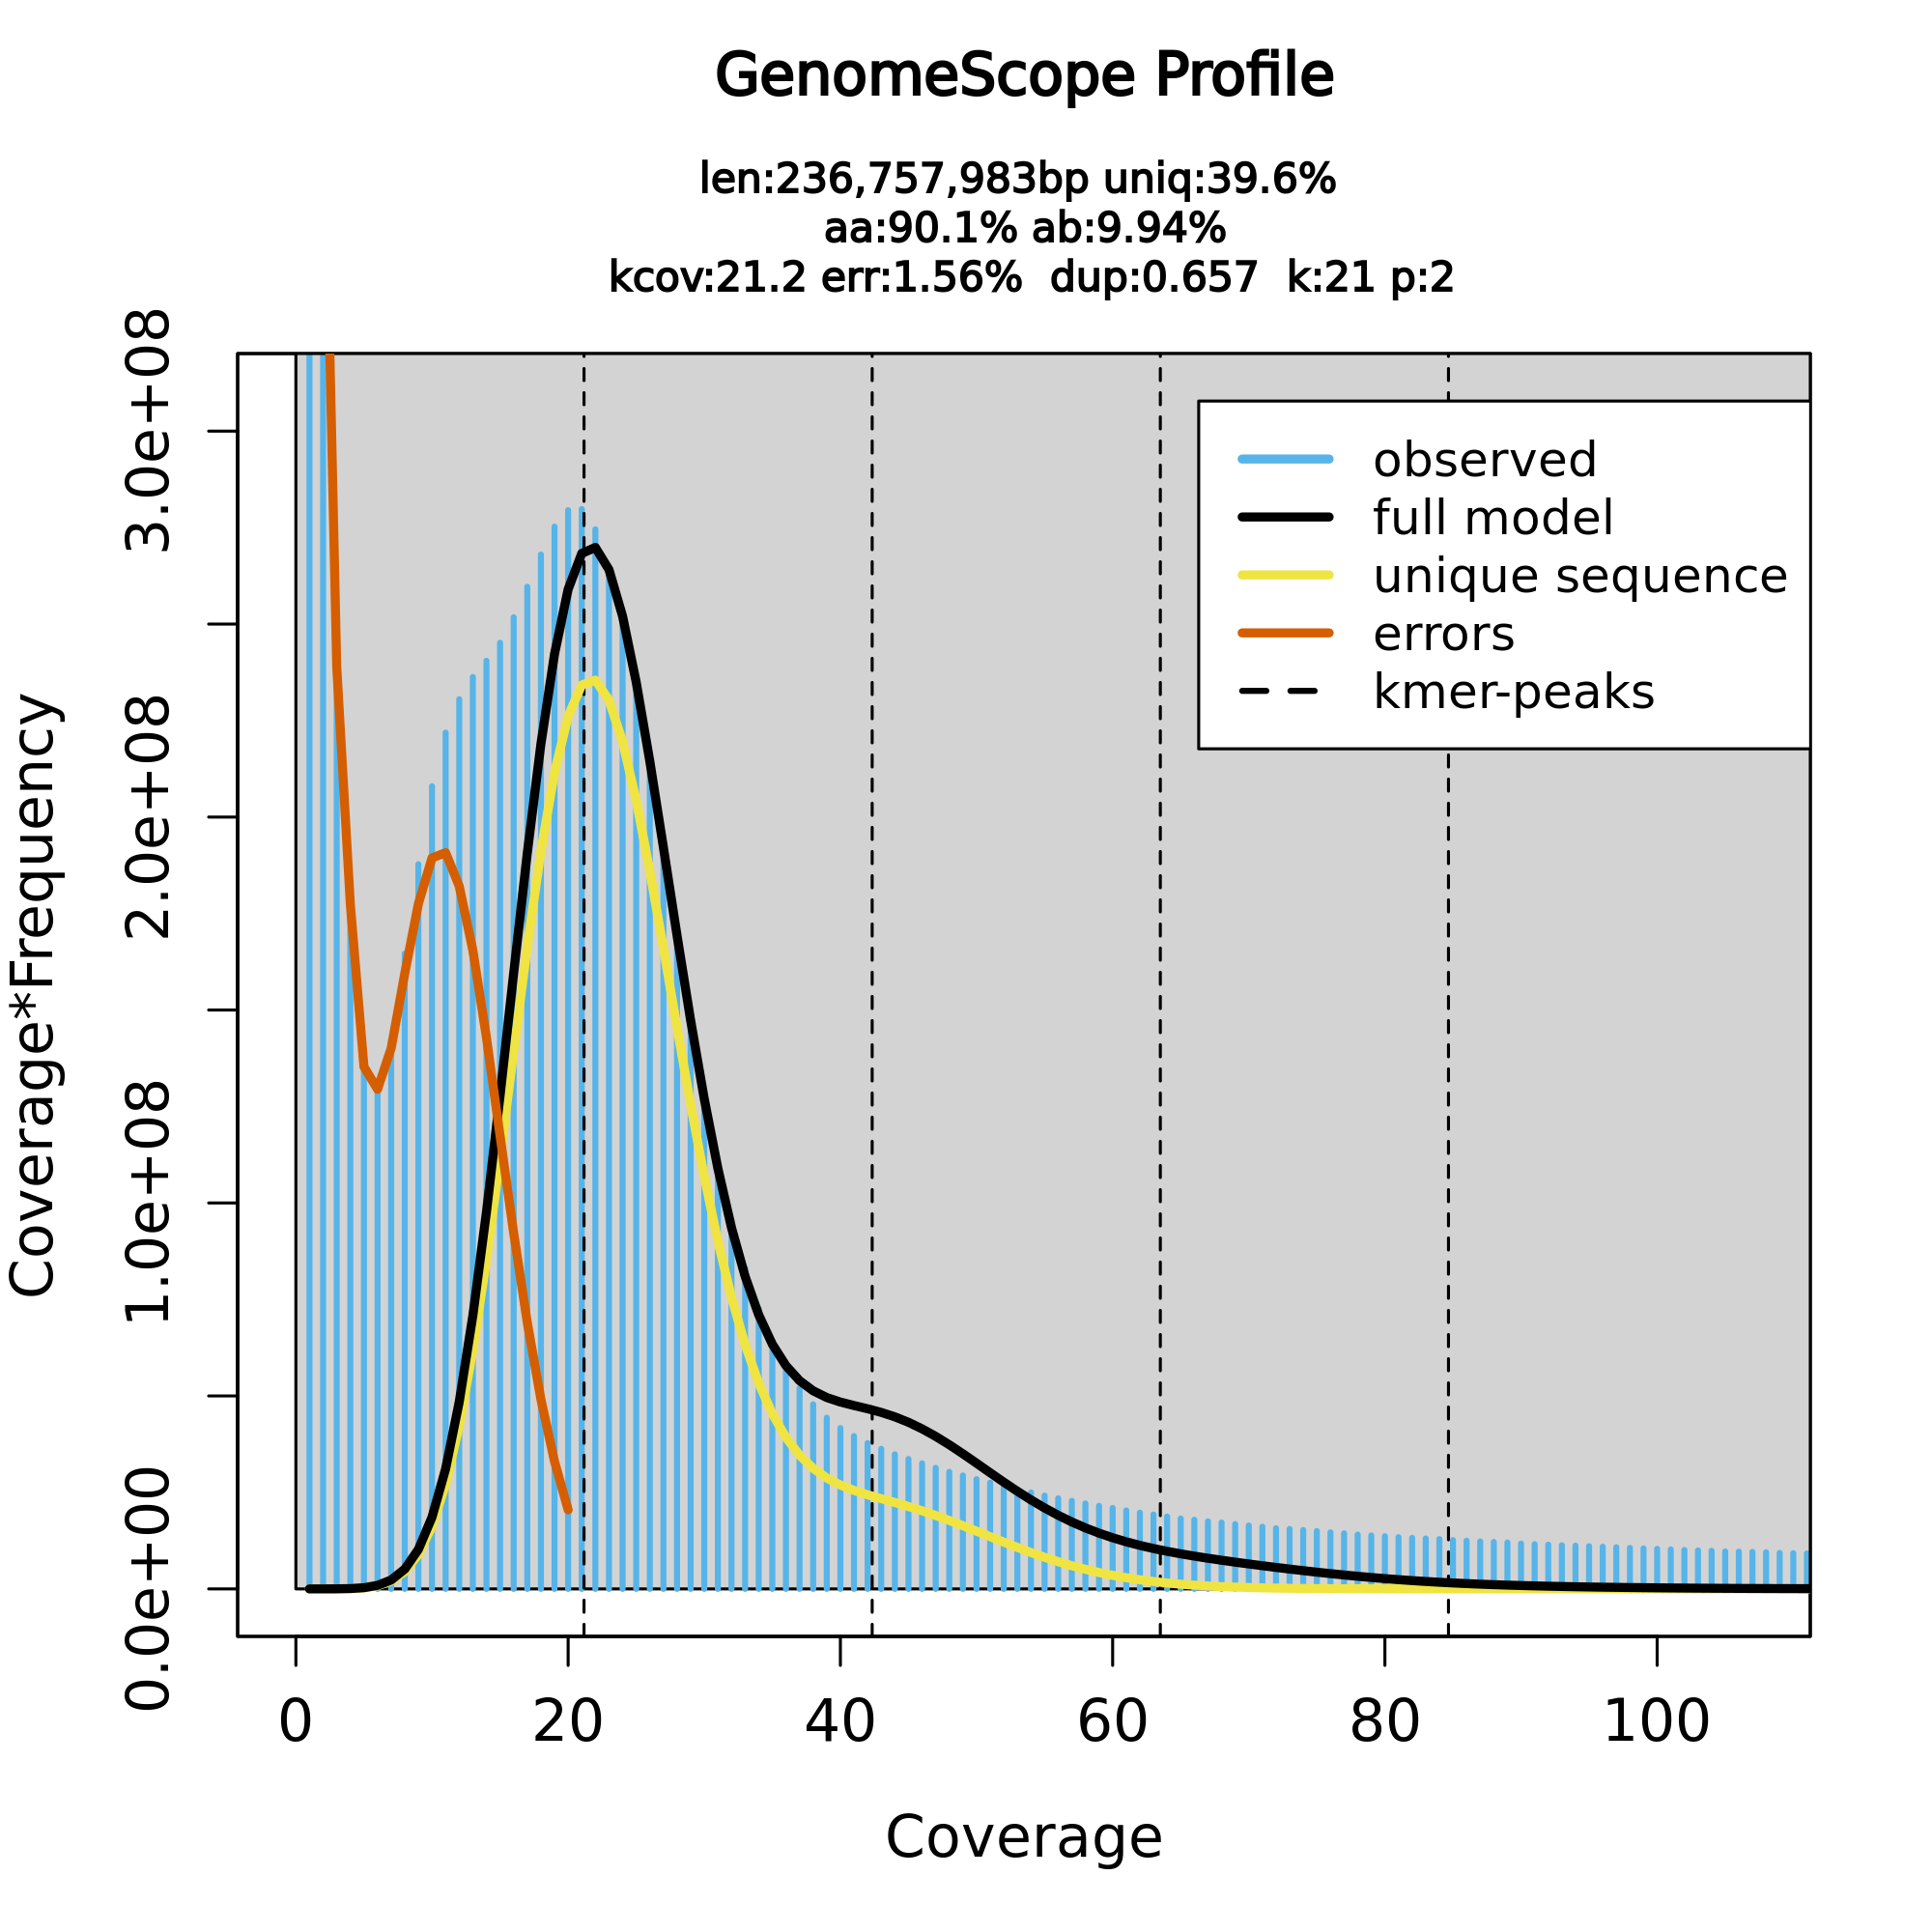 GenomeScope Profile
len:236,757,983bp uniq:39.6%
aa:90.1% ab:9.94%
kcov:21.2 err:1.56%  dup:0.657  k:21 p:2
observed
full model
unique sequence
errors
kmer-peaks
Coverage*Frequency
3.0e+08
2.0e+08
1.0e+08
0.0e+00
0 20 40 60 80 100
Coverage